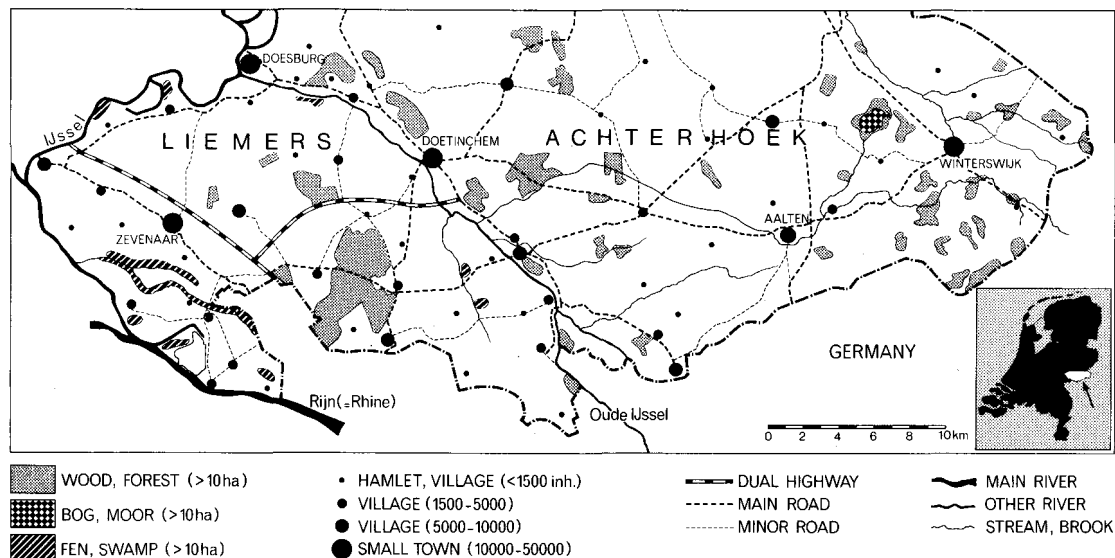 DOESBURG
IJssel
LIEMERS
ACHTERHOEK
DOETINCHEM
WINTERSWIJK
ZEVENAAR
AALTEN
GERMANY
Rijn(=Rhine)
Oude IJssel
0 2 4 6 8 10km
WOOD, FOREST (>10ha)
BOG, MOOR (>10ha)
FEN, SWAMP (>10ha)
HAMLET, VILLAGE (<1500 inh.)
VILLAGE (1500-5000)
VILLAGE (5000-10000)
SMALL TOWN (10000-50000)
DUAL HIGHWAY
MAIN ROAD
MINOR ROAD
MAIN RIVER
OTHER RIVER
STREAM, BROOK